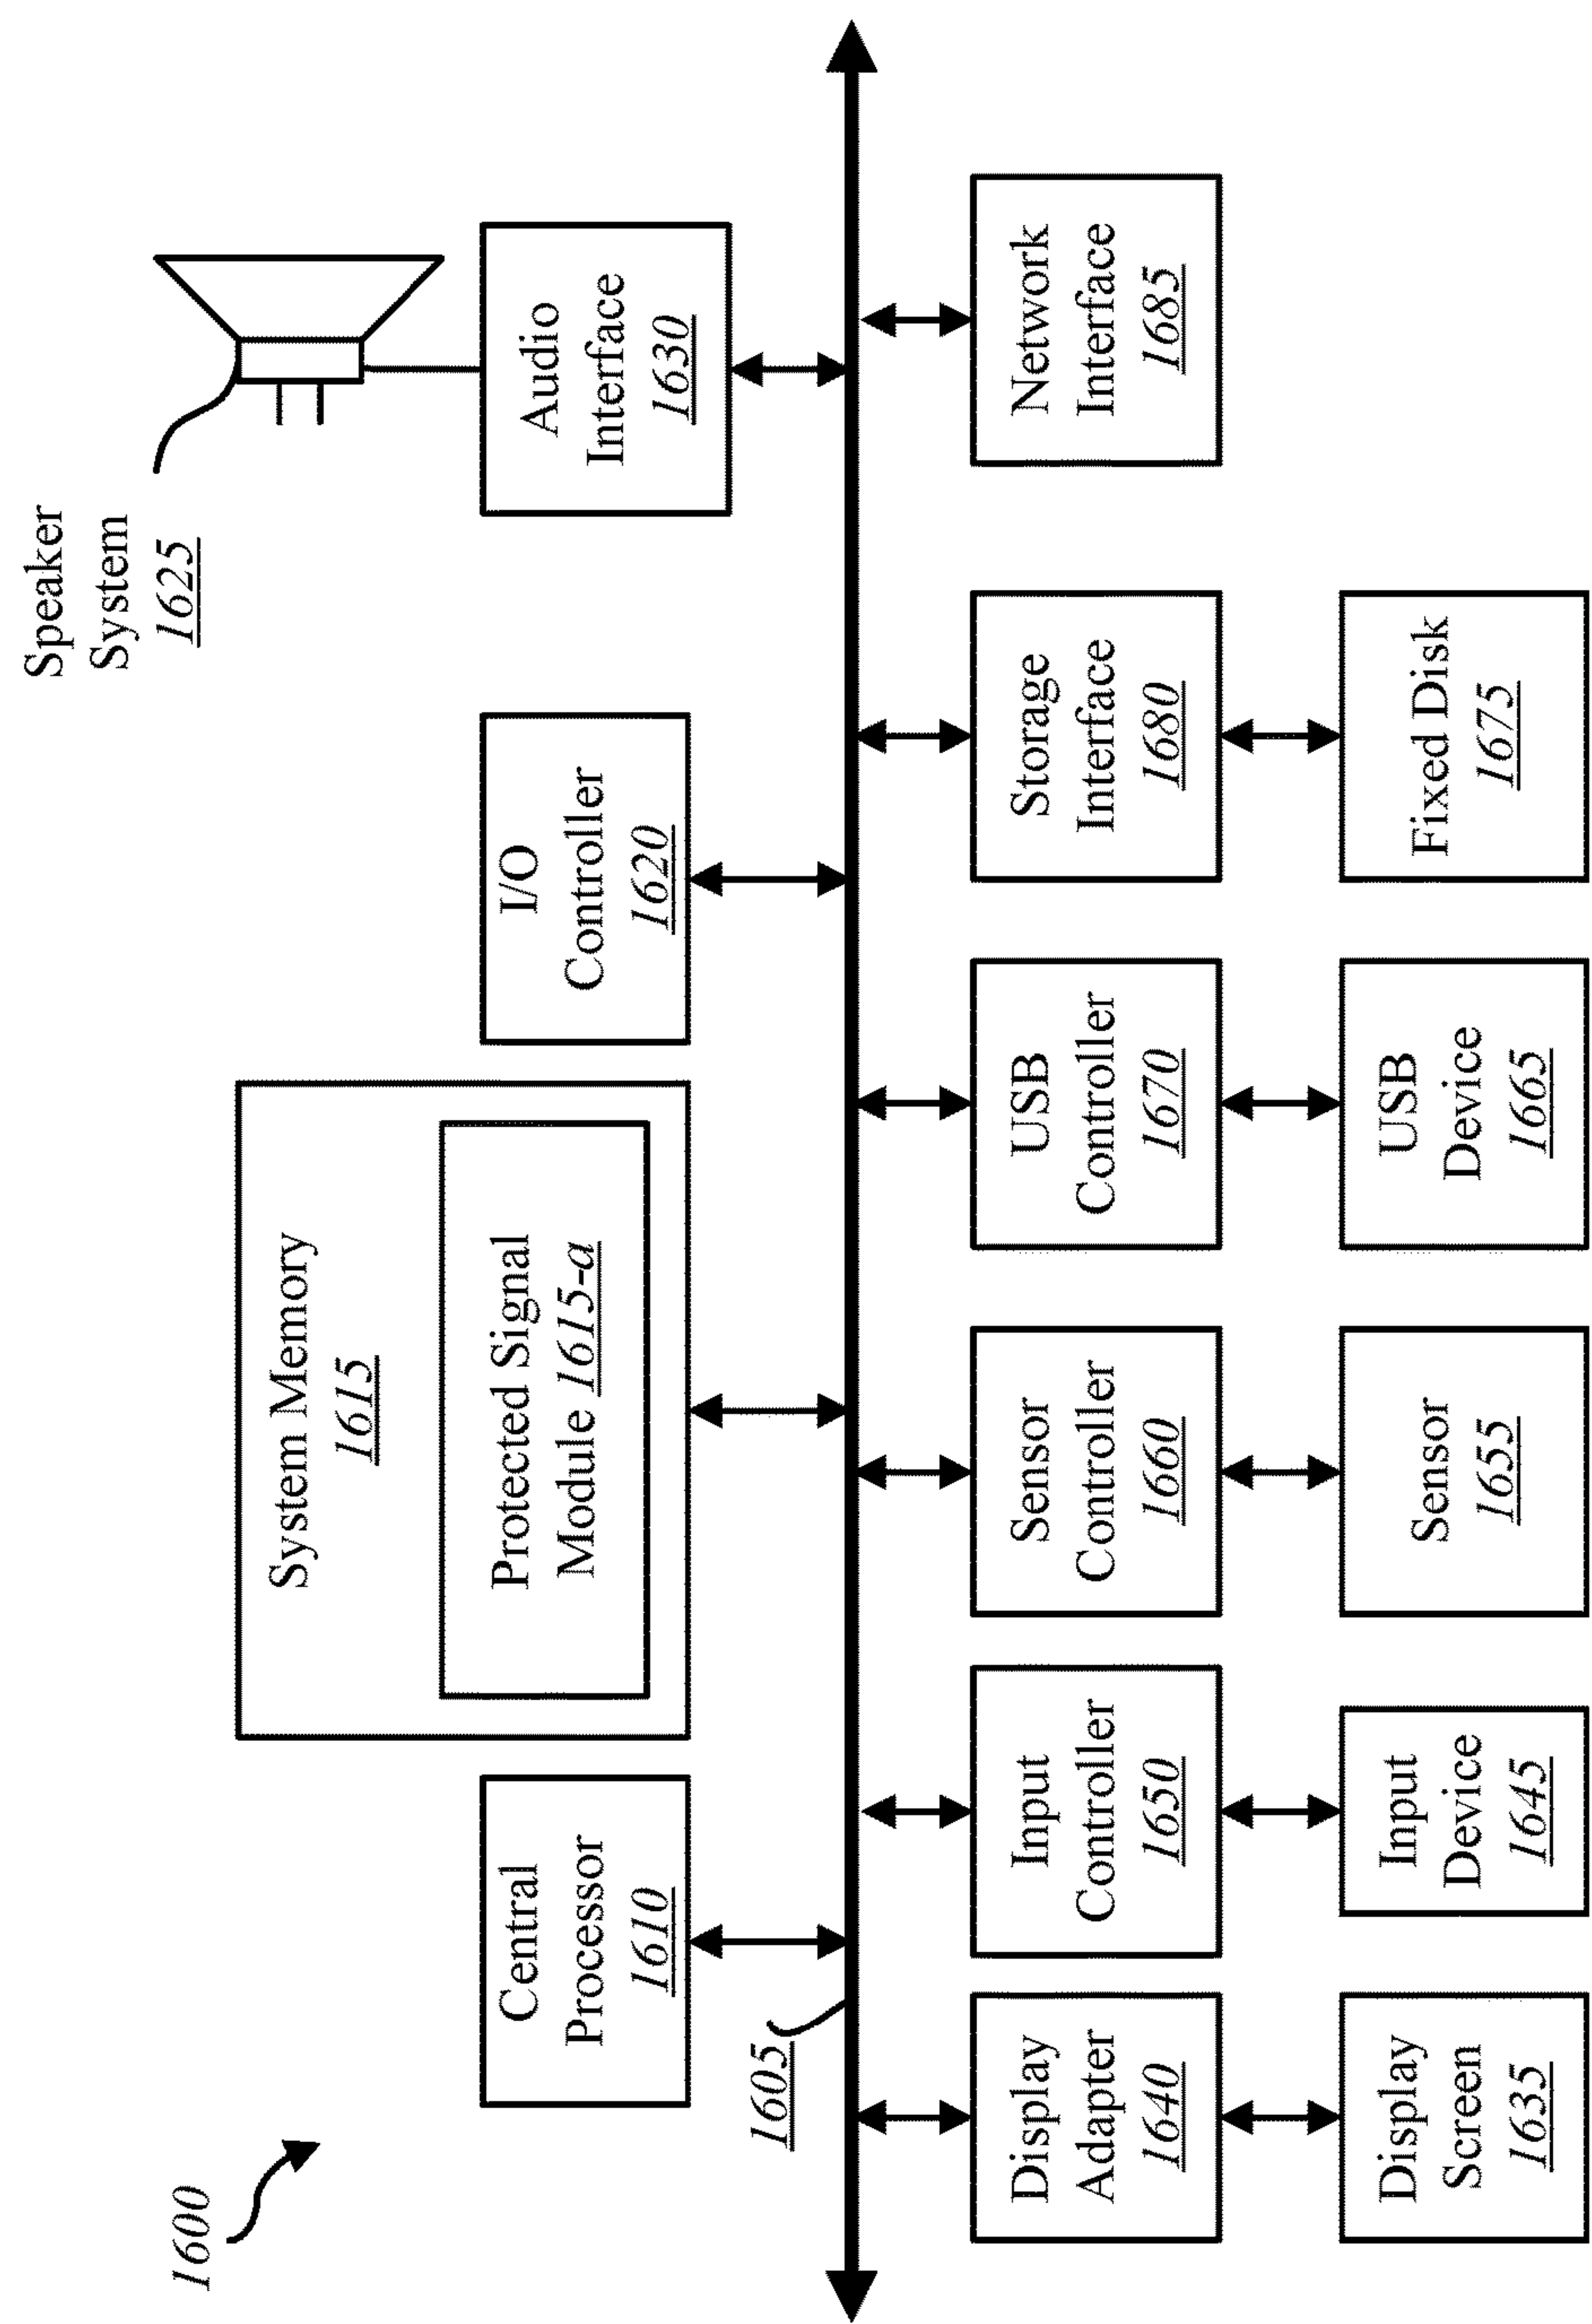 1600
Speaker
System
1625
System Memory
1615
Central
Processor
1610
Protected Signal
Module 1615-a
I/O
Controller
1620
Audio
Interface
1630
1605
Display
Adapter
1640
Input
Controller
1650
Sensor
Controller
1660
USB
Controller
1670
Storage
Interface
1680
Network
Interface
1685
Display
Screen
1635
Input
Device
1645
Sensor
1655
USB
Device
1665
Fixed Disk
1675